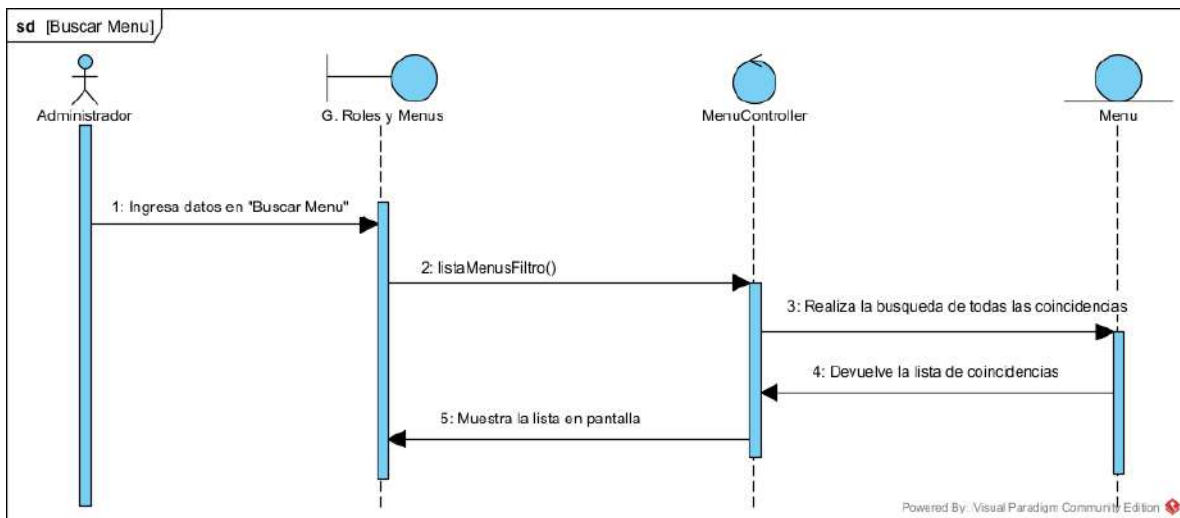 sd [Buscar Menu]
Administrador
G. Roles y Menus
MenuController
Menu
1: Ingresa datos en "Buscar Menu"
2: listaMenusFiltro()
3: Realiza la busqueda de todas las coincidencias
4: Devuelve la lista de coincidencias
5: Muestra la lista en pantalla
Powered By: Visual Paradigm Community Edition